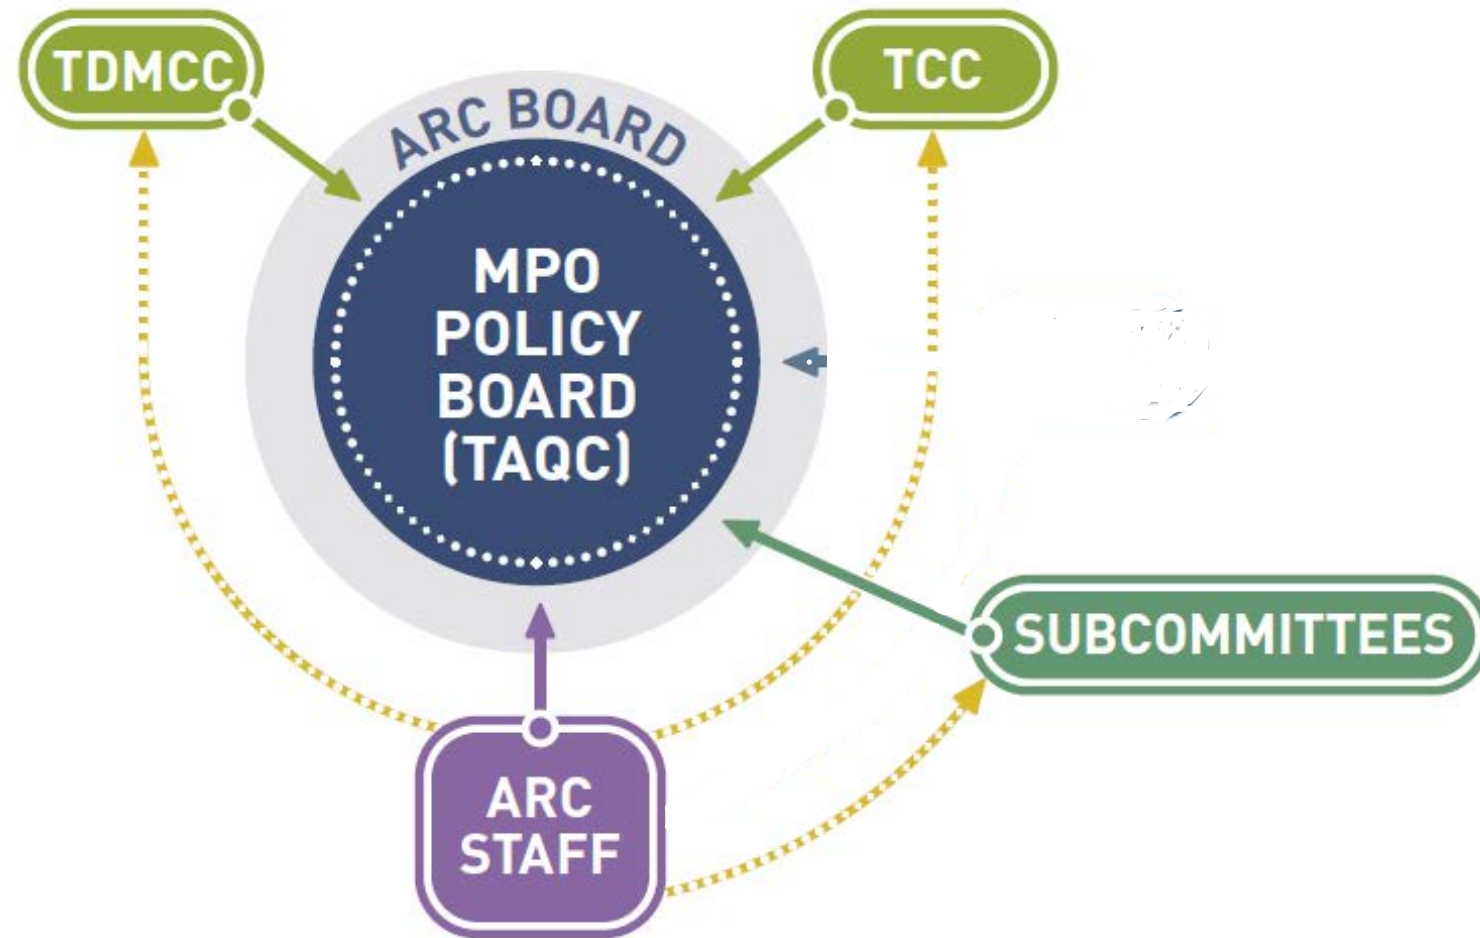 TDMCC
TCC
ARC BOARD
MPO
POLICY
BOARD
(TAQC)
SUBCOMMITTEES
ARC
STAFF